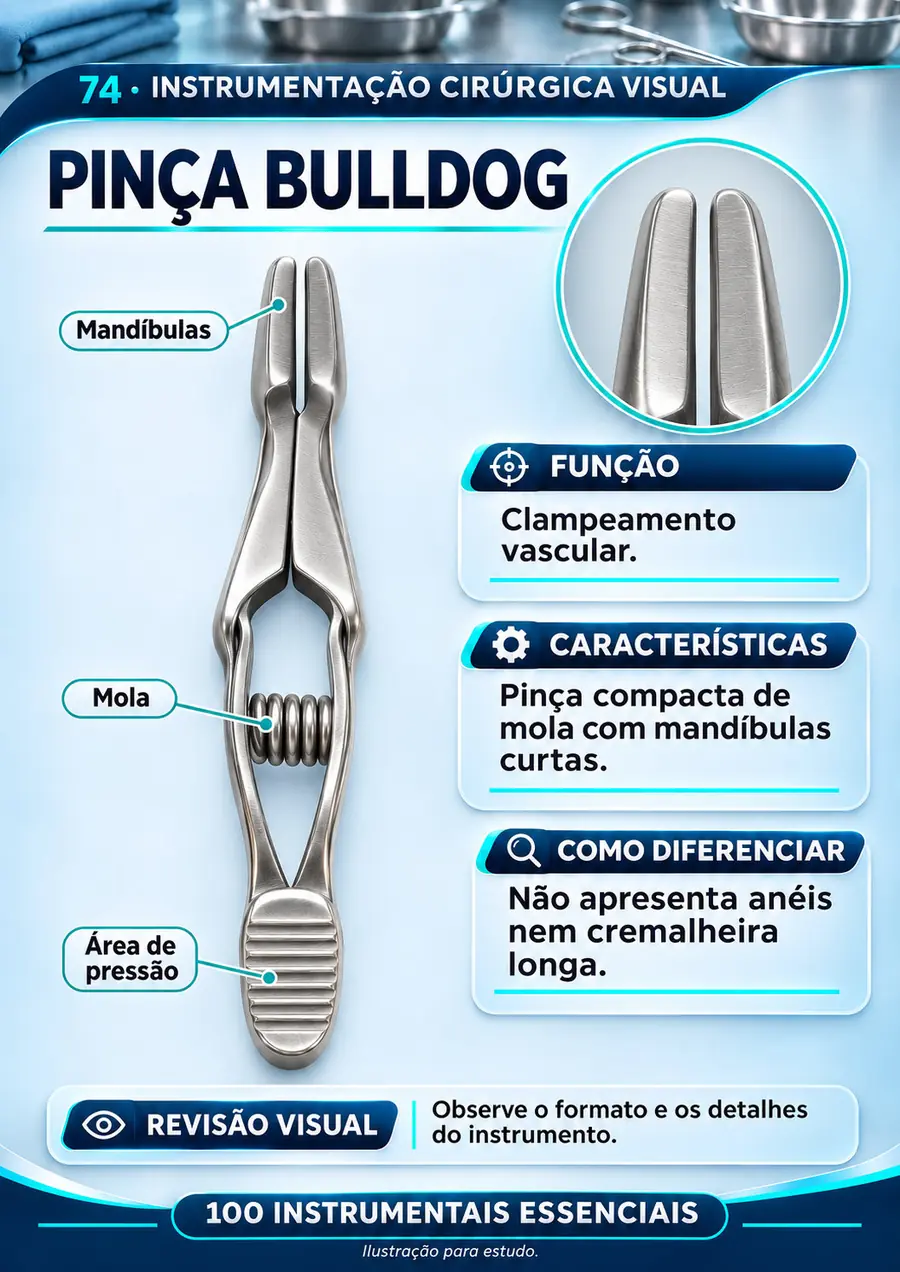 74 · INSTRUMENTAÇÃO CIRÚRGICA VISUAL
PINÇA BULLDOG
Mandíbulas
Mola
Área de
pressão
FUNÇÃO
Clampeamento
vascular.
CARACTERÍSTICAS
Pinça compacta de
mola com mandíbulas
curtas.
COMO DIFERENCIAR
Não apresenta anéis
nem cremalheira
longa.
REVISÃO VISUAL
Observe o formato e os detalhes
do instrumento.
100 INSTRUMENTAIS ESSENCIAIS
Ilustração para estudo.